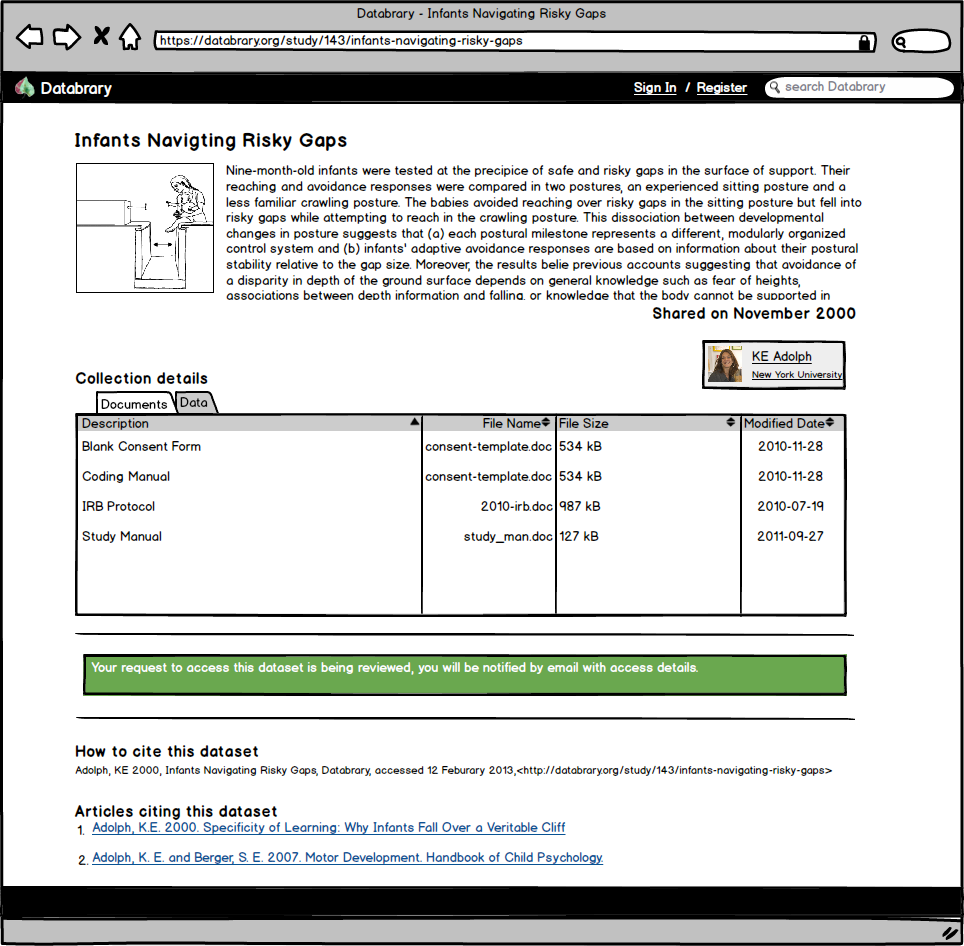 Databrary - Infants Navigating Risky Gaps
https://databrary.org/study/143/infants-navigating-risky-gaps
Databrary
Sign In / Register
search Databrary
Infants Navigting Risky Gaps
Nine-month-old infants were tested at the precipice of safe and risky gaps in the surface of support. Their
reaching and avoidance responses were compared in two postures, an experienced sitting posture and a
less familiar crawling posture. The babies avoided reaching over risky gaps in the sitting posture but fell into
risky gaps while attempting to reach in the crawling posture. This dissociation between developmental
changes in posture suggests that (a) each postural milestone represents a different, modularly organized
control system and (b) infants' adaptive avoidance responses are based on information about their postural
stability relative to the gap size. Moreover, the results belie previous accounts suggesting that avoidance of
a disparity in depth of the ground surface depends on general knowledge such as fear of heights,
associations between depth information and falling, or knowledge that the body cannot be supported in
Shared on November 2000
KE Adolph
New York University
Collection details
Documents Data
Description File Name File Size Modified Date
Blank Consent Form consent-template.doc 534 kB 2010-11-28
Coding Manual consent-template.doc 534 kB 2010-11-28
IRB Protocol 2010-irb.doc 987 kB 2010-07-19
Study Manual study_man.doc 127 kB 2011-09-27
Your request to access this dataset is being reviewed, you will be notified by email with access details.
How to cite this dataset
Adolph, KE 2000, Infants Navigating Risky Gaps, Databrary, accessed 12 Feburary 2013,<http://databrary.org/study/143/infants-navigating-risky-gaps>
Articles citing this dataset
1. Adolph, K.E. 2000. Specificity of Learning: Why Infants Fall Over a Veritable Cliff
2. Adolph, K. E. and Berger, S. E. 2007. Motor Development. Handbook of Child Psychology.